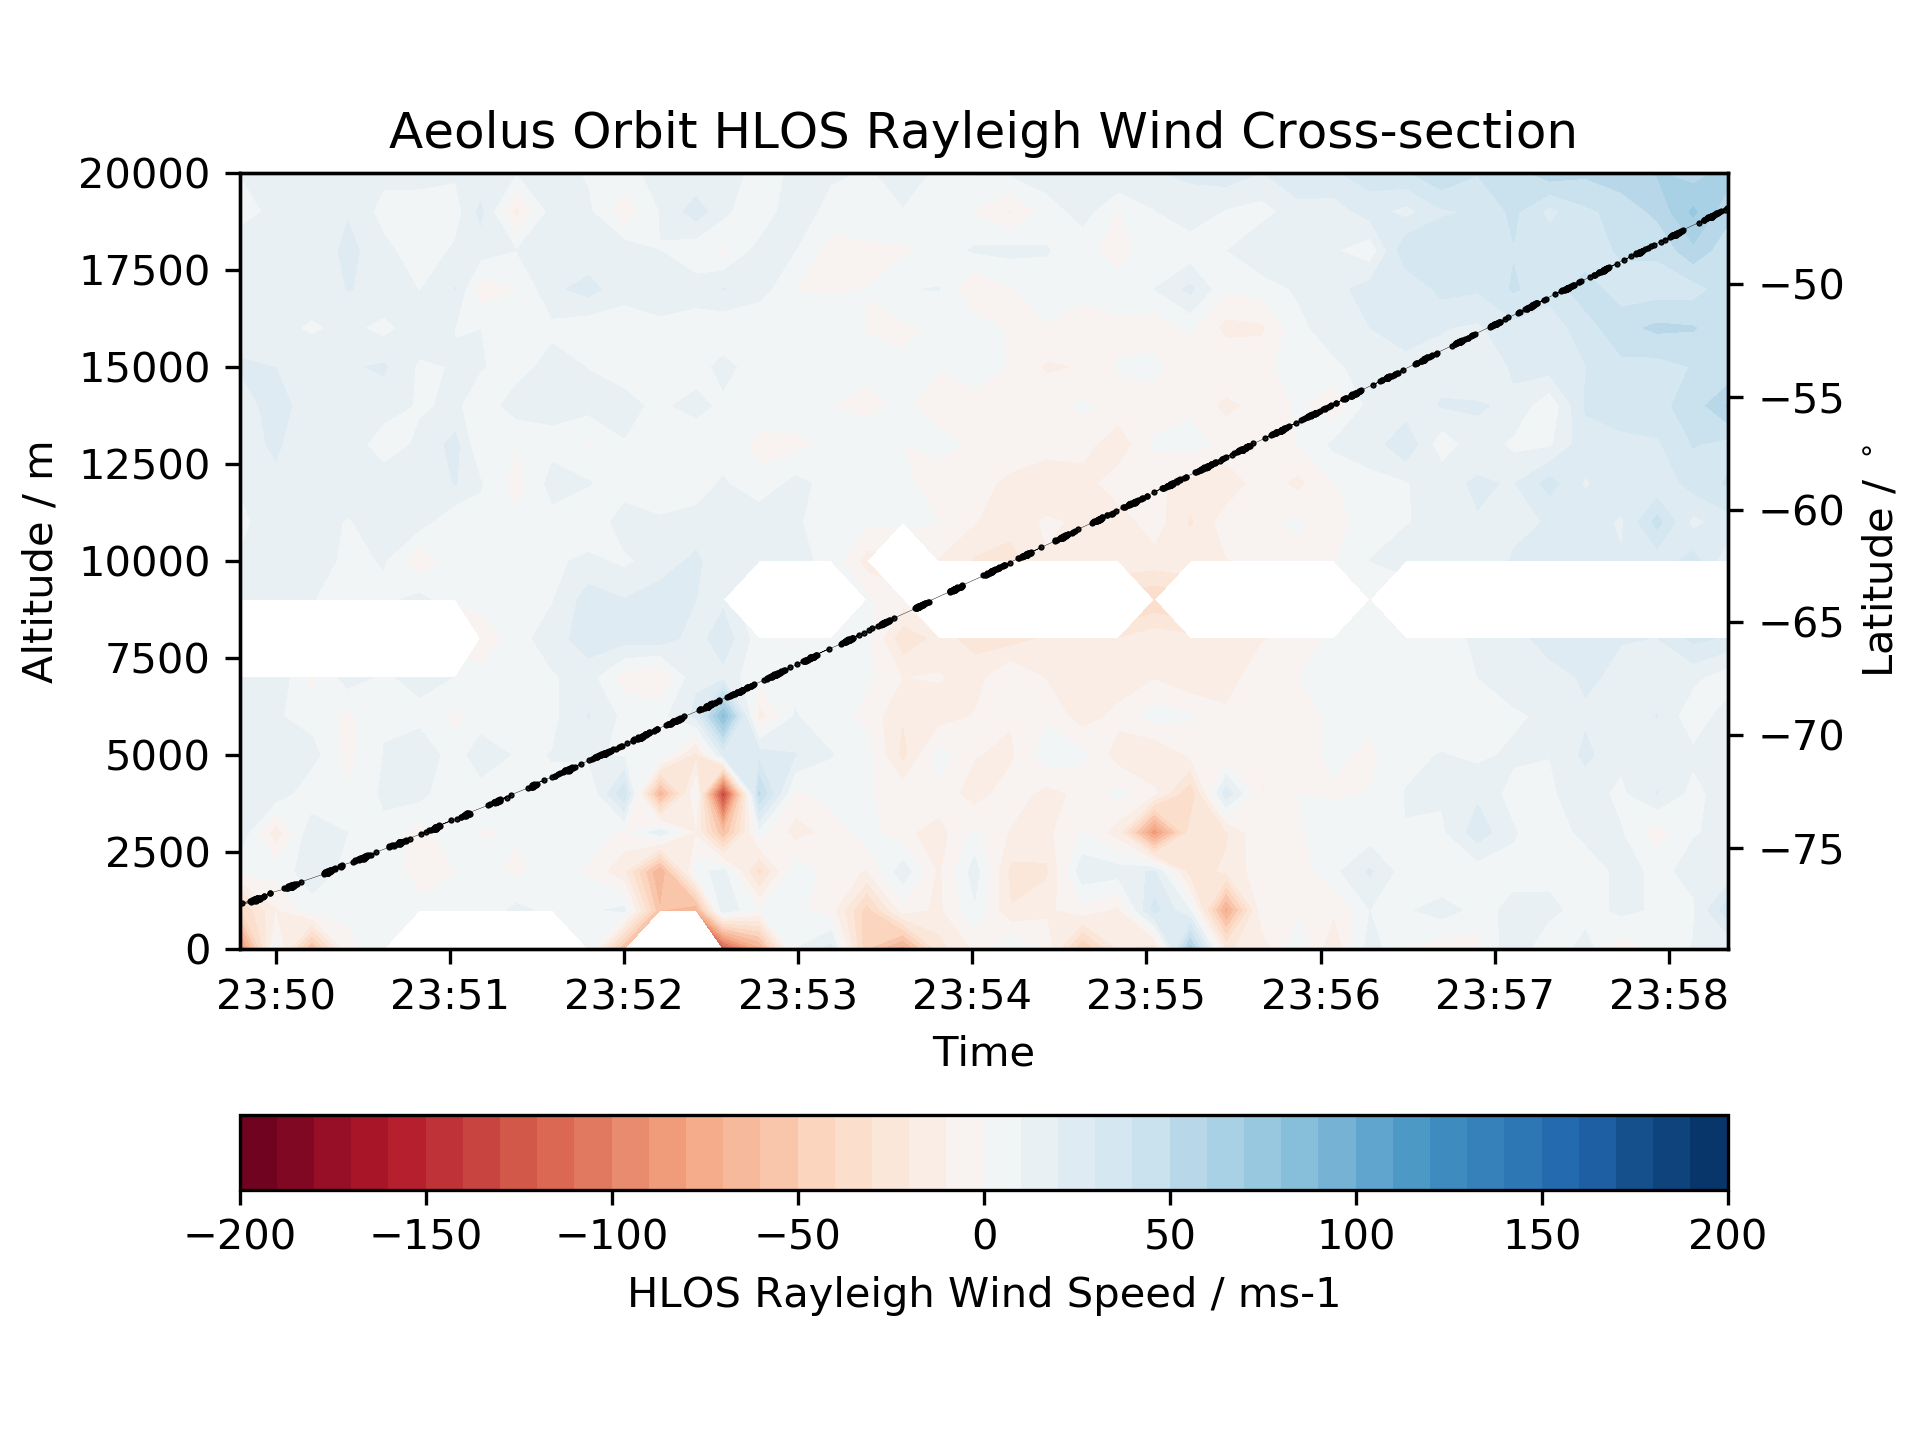 Aeolus Orbit HLOS Rayleigh Wind Cross-section
20000
17500
15000
12500
10000
7500
5000
2500
0
Altitude / m
−50
−55
−60
−65
−70
−75
Latitude / °
23:50 23:51 23:52 23:53 23:54 23:55 23:56 23:57 23:58
Time
−200 −150 −100 −50 0 50 100 150 200
HLOS Rayleigh Wind Speed / ms-1